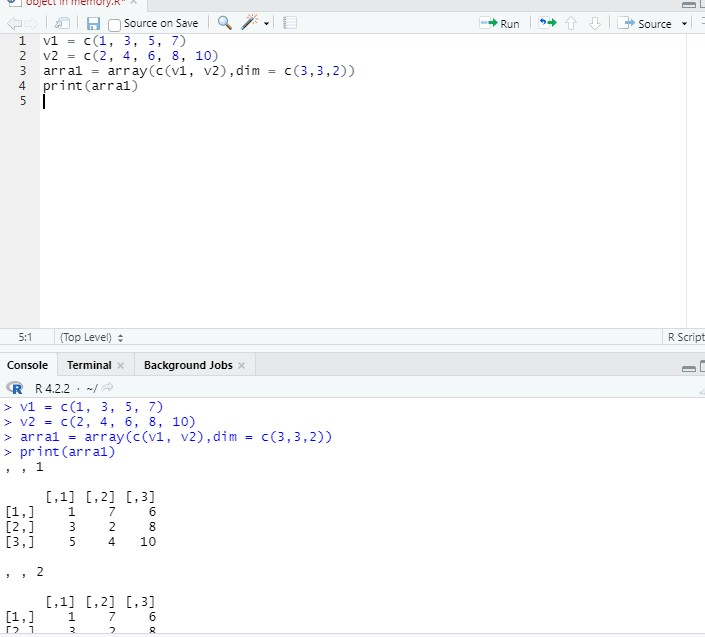 object in memory.R* ×
Source on Save Run Source
1 v1 = c(1, 3, 5, 7)
2 v2 = c(2, 4, 6, 8, 10)
3 arra1 = array(c(v1, v2),dim = c(3,3,2))
4 print(arra1)
5
5:1 (Top Level) R Script
Console Terminal × Background Jobs ×
R R 4.2.2 · ~/
> v1 = c(1, 3, 5, 7)
> v2 = c(2, 4, 6, 8, 10)
> arra1 = array(c(v1, v2),dim = c(3,3,2))
> print(arra1)
, , 1
[,1] [,2] [,3]
[1,] 1 7 6
[2,] 3 2 8
[3,] 5 4 10
, , 2
[,1] [,2] [,3]
[1,] 1 7 6
[2,] 3 2 8